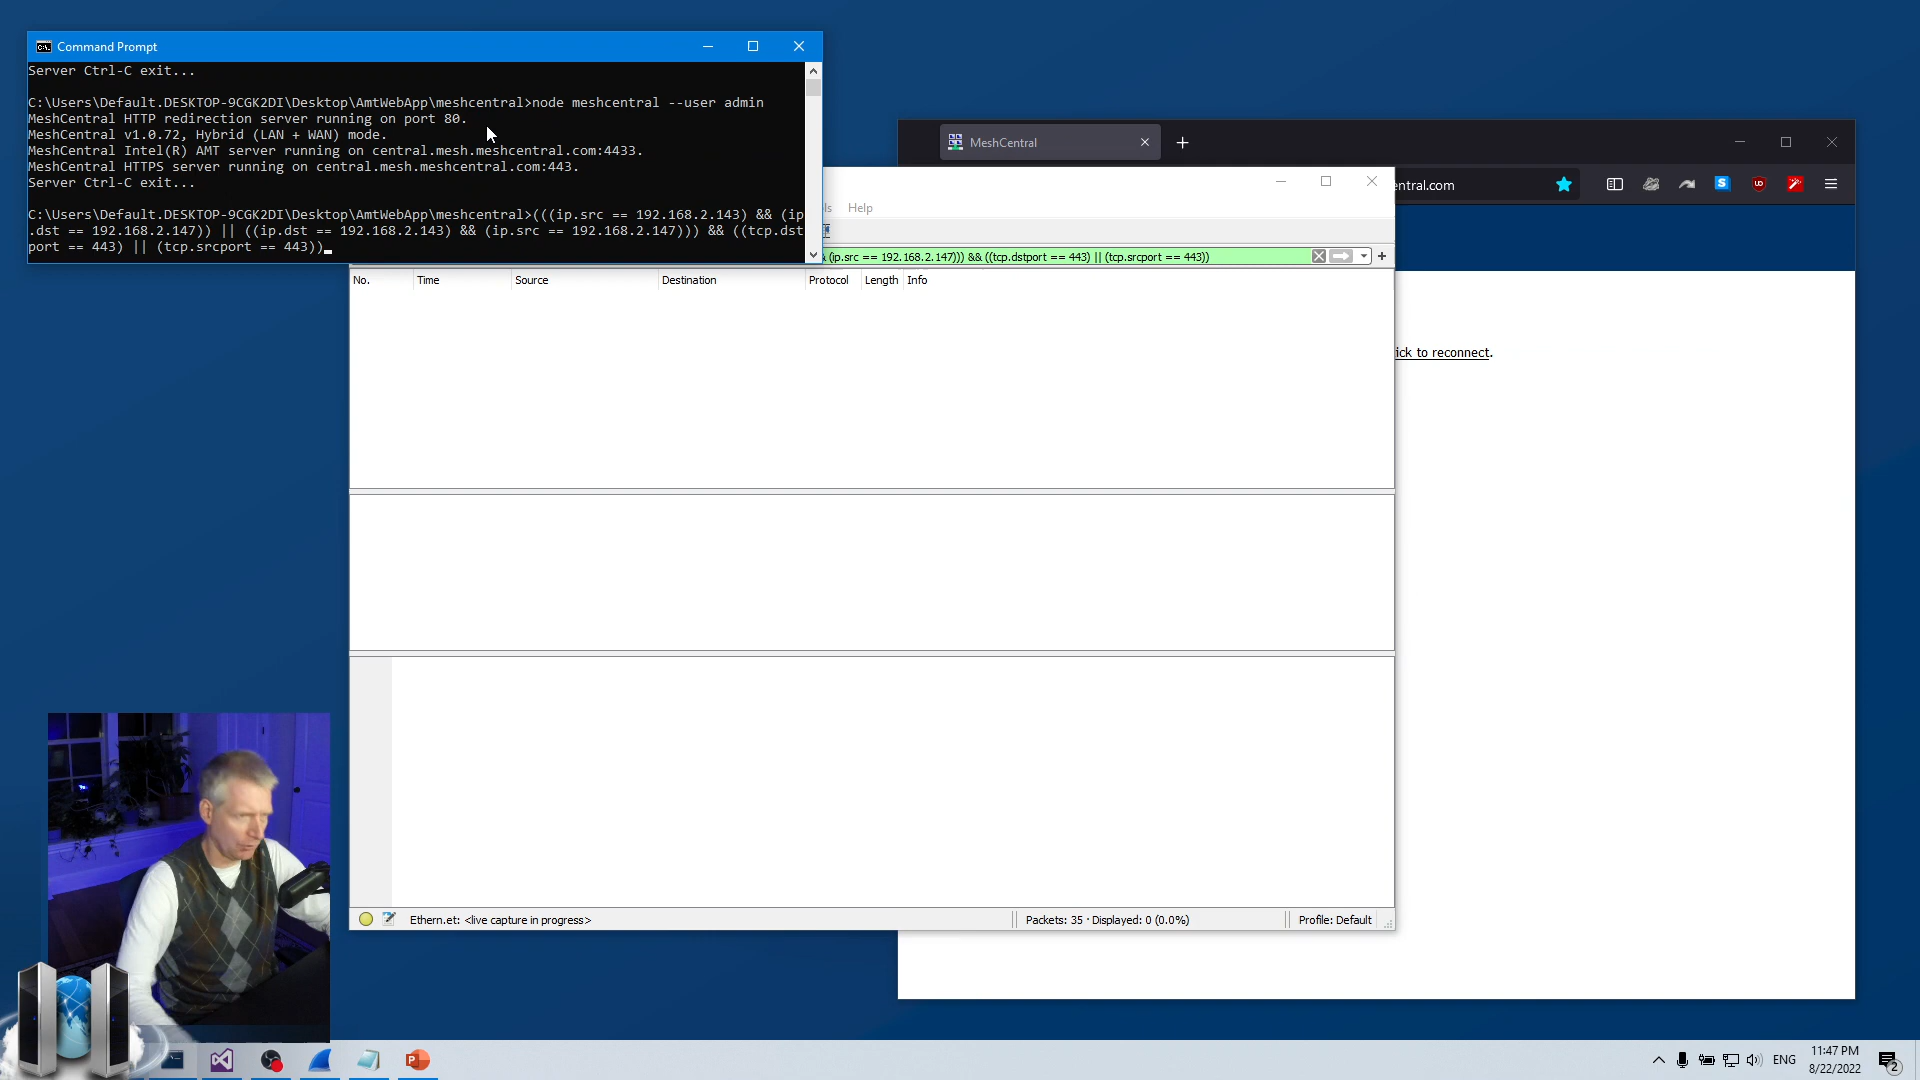 Command Prompt
Server Ctrl-C exit...
C:\Users\Default.DESKTOP-9CGK2DI\Desktop\AmtWebApp\meshcentral>node meshcentral --user admin
MeshCentral HTTP redirection server running on port 80.
MeshCentral v1.0.72, Hybrid (LAN + WAN) mode.
MeshCentral Intel(R) AMT server running on central.mesh.meshcentral.com:4433.
MeshCentral HTTPS server running on central.mesh.meshcentral.com:443.
Server Ctrl-C exit...
C:\Users\Default.DESKTOP-9CGK2DI\Desktop\AmtWebApp\meshcentral>(((ip.src == 192.168.2.143) && (ip
.dst == 192.168.2.147)) || ((ip.dst == 192.168.2.143) && (ip.src == 192.168.2.147))) && ((tcp.dst
port == 443) || (tcp.srcport == 443))
MeshCentral
entral.com
ls Help
(ip.src == 192.168.2.147))) && ((tcp.dstport == 443) || (tcp.srcport == 443))
No. Time Source Destination Protocol Length Info
ick to reconnect.
Ethern.et: <live capture in progress>
Packets: 35 · Displayed: 0 (0.0%)
Profile: Default
ENG
11:47 PM
8/22/2022
2